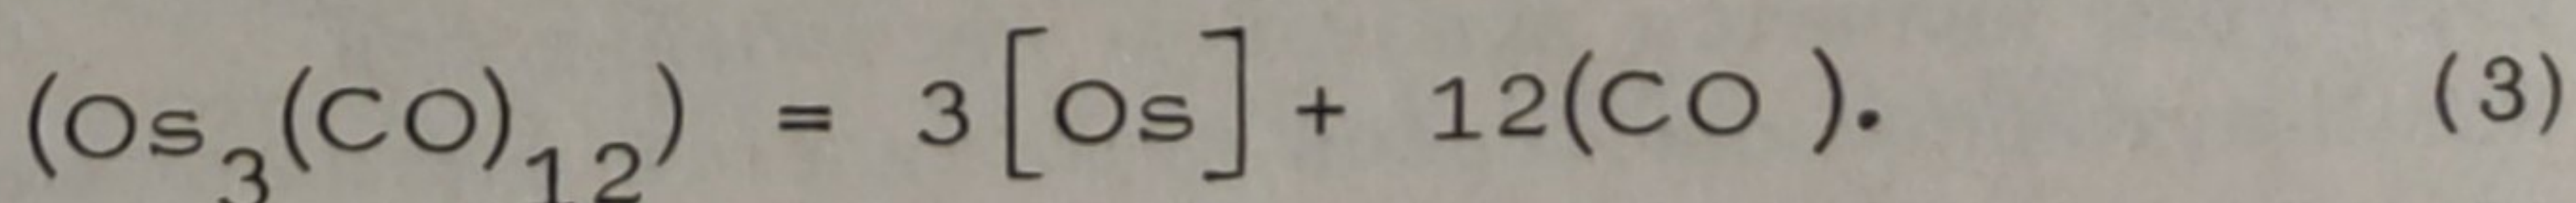 (Os₃(CO)₁₂) = 3[Os] + 12(CO ). (3)